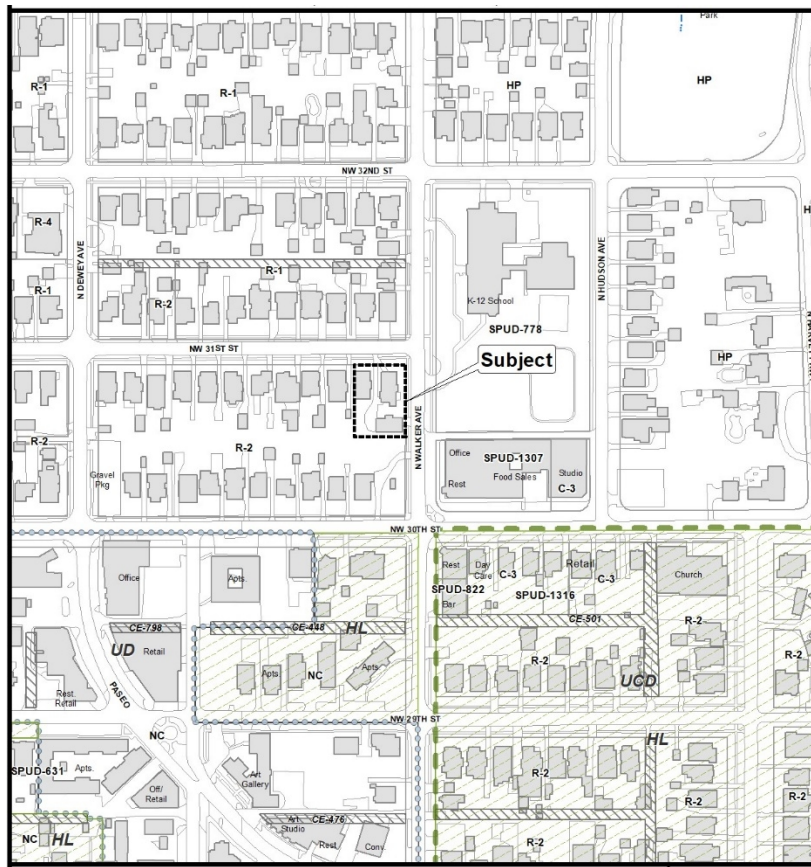 Park
R-1
R-1
HP
HP
NW 32ND ST
R-4
N DEWEY AVE
R-1
R-1
R-2
K-12 School
N HUDSON AVE
SPUD-778
NW 31ST ST
Subject
HP
R-2
R-2
N WALKER AVE
Gravel
Pkg
Office
SPUD-1307
Rest
Food Sales
Studio
C-3
NW 30TH ST
Office
Apts.
Rest
Day
Care
C-3
Retail
C-3
Church
SPUD-822
SPUD-1316
Bar
CE-798
CE-448
CE-501
HL
R-2
UD
Retail
R-2
R-2
Apts
NC
Apts
UCD
Rest
Retail
PASEO
NW 29TH ST
NC
HL
SPUD-631
Apts.
R-2
Off/
Retail
Art
Gallery
R-2
R-2
NC
HL
CE-476
Art
Studio
Rest
Conv.
R-2